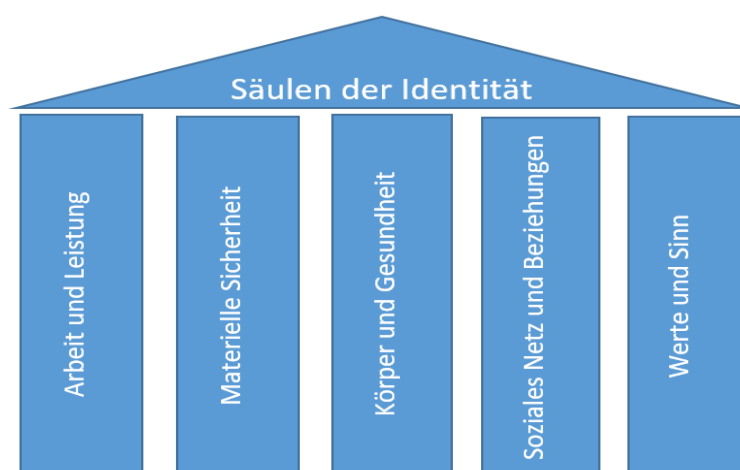 Säulen der Identität
Arbeit und Leistung
Materielle Sicherheit
Körper und Gesundheit
Soziales Netz und Beziehungen
Werte und Sinn